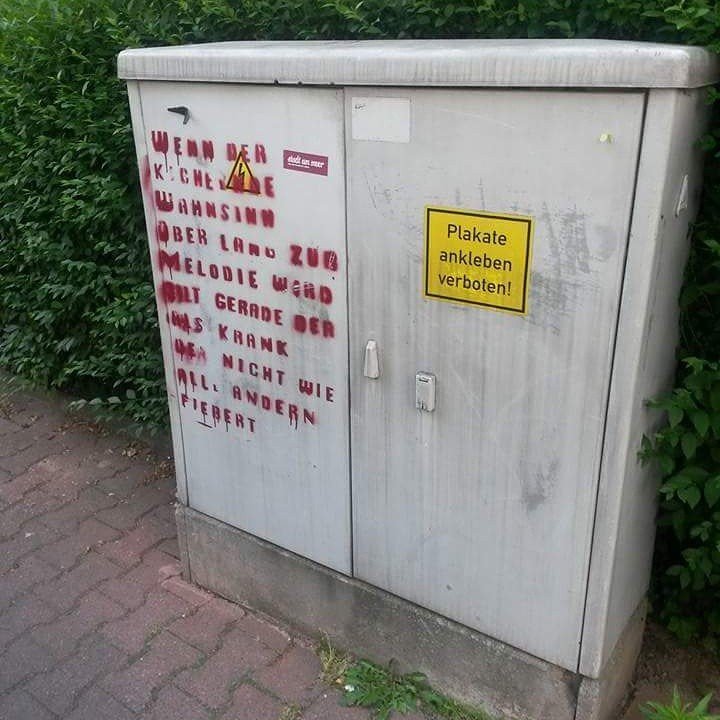 WENN DER
WAHNSINN
ÜBER LAND ZUR
MELODIE WIRD
GILT GERADE DER
ALS KRANK
DER NICHT WIE
ALLE ANDERN
FIEBERT
Plakate
ankleben
verboten!